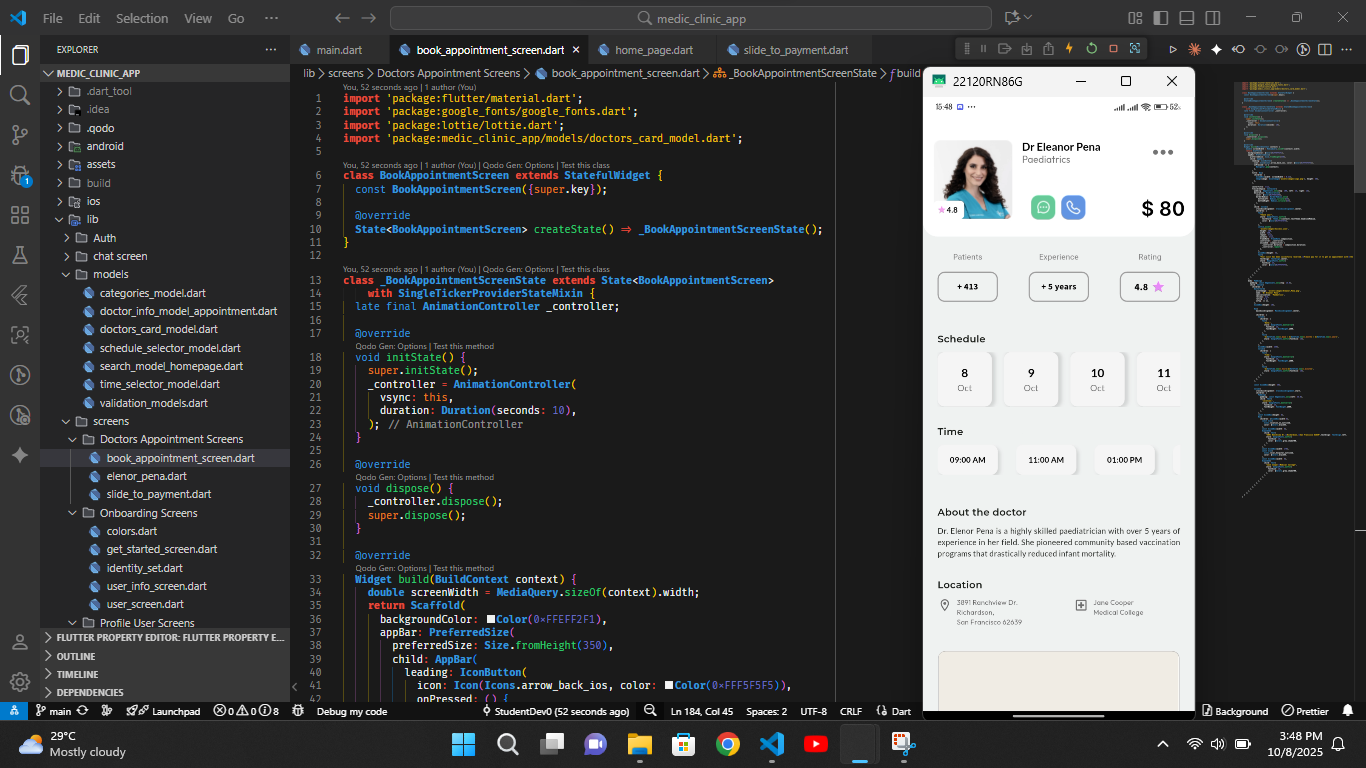 File Edit Selection View Go ···
medic_clinic_app
EXPLORER
MEDIC_CLINIC_APP
.dart_tool
.idea
.qodo
android
assets
build
ios
lib
Auth
chat screen
models
categories_model.dart
doctor_info_model_appointment.dart
doctors_card_model.dart
schedule_selector_model.dart
search_model_homepage.dart
time_selector_model.dart
validation_models.dart
screens
Doctors Appointment Screens
book_appointment_screen.dart
elenor_pena.dart
slide_to_payment.dart
Onboarding Screens
colors.dart
get_started_screen.dart
identity_set.dart
user_info_screen.dart
user_screen.dart
Profile User Screens
FLUTTER PROPERTY EDITOR: FLUTTER PROPERTY E...
OUTLINE
TIMELINE
DEPENDENCIES
1
main.dart book_appointment_screen.dart home_page.dart slide_to_payment.dart
lib > screens > Doctors Appointment Screens > book_appointment_screen.dart > _BookAppointmentScreenState > build
You, 52 seconds ago | 1 author (You)
1 import 'package:flutter/material.dart';
2 import 'package:google_fonts/google_fonts.dart';
3 import 'package:lottie/lottie.dart';
4 import 'package:medic_clinic_app/models/doctors_card_model.dart';
5
You, 52 seconds ago | 1 author (You) | Qodo Gen: Options | Test this class
6 class BookAppointmentScreen extends StatefulWidget {
7 const BookAppointmentScreen({super.key});
8
9 @override
10 State<BookAppointmentScreen> createState() => _BookAppointmentScreenState();
11 }
12
You, 52 seconds ago | 1 author (You) | Qodo Gen: Options | Test this class
13 class _BookAppointmentScreenState extends State<BookAppointmentScreen>
14 with SingleTickerProviderStateMixin {
15 late final AnimationController _controller;
16
17 @override
Qodo Gen: Options | Test this method
18 void initState() {
19 super.initState();
20 _controller = AnimationController(
21 vsync: this,
22 duration: Duration(seconds: 10),
23 ); // AnimationController
24 }
25
26 @override
Qodo Gen: Options | Test this method
27 void dispose() {
28 _controller.dispose();
29 super.dispose();
30 }
31
32 @override
Qodo Gen: Options | Test this method
33 Widget build(BuildContext context) {
34 double screenWidth = MediaQuery.sizeOf(context).width;
35 return Scaffold(
36 backgroundColor: Color(0xFFEFF2F1),
37 appBar: PreferredSize(
38 preferredSize: Size.fromHeight(350),
39 child: AppBar(
40 leading: IconButton(
41 icon: Icon(Icons.arrow_back_ios, color: Color(0xFFF5F5F5)),
42 onPressed: () {
22120RN86G
15:48 52
Dr Eleanor Pena
Paediatrics
4.8
$ 80
Patients Experience Rating
+ 413 + 5 years 4.8
Schedule
8 9 10 11
Oct Oct Oct Oct
Time
09:00 AM 11:00 AM 01:00 PM
About the doctor
Dr. Elenor Pena is a highly skilled paediatrician with over 5 years of
experience in her field. She pioneered community based vaccination
programs that drastically reduced infant mortality.
Location
3891 Ranchview Dr. Jane Cooper
Richardson, Medical College
San Francisco 62639
main Launchpad 0 0 8 Debug my code StudentDev0 (52 seconds ago) Ln 184, Col 45 Spaces: 2 UTF-8 CRLF Dart Background Prettier
29°C
Mostly cloudy
3:48 PM
10/8/2025